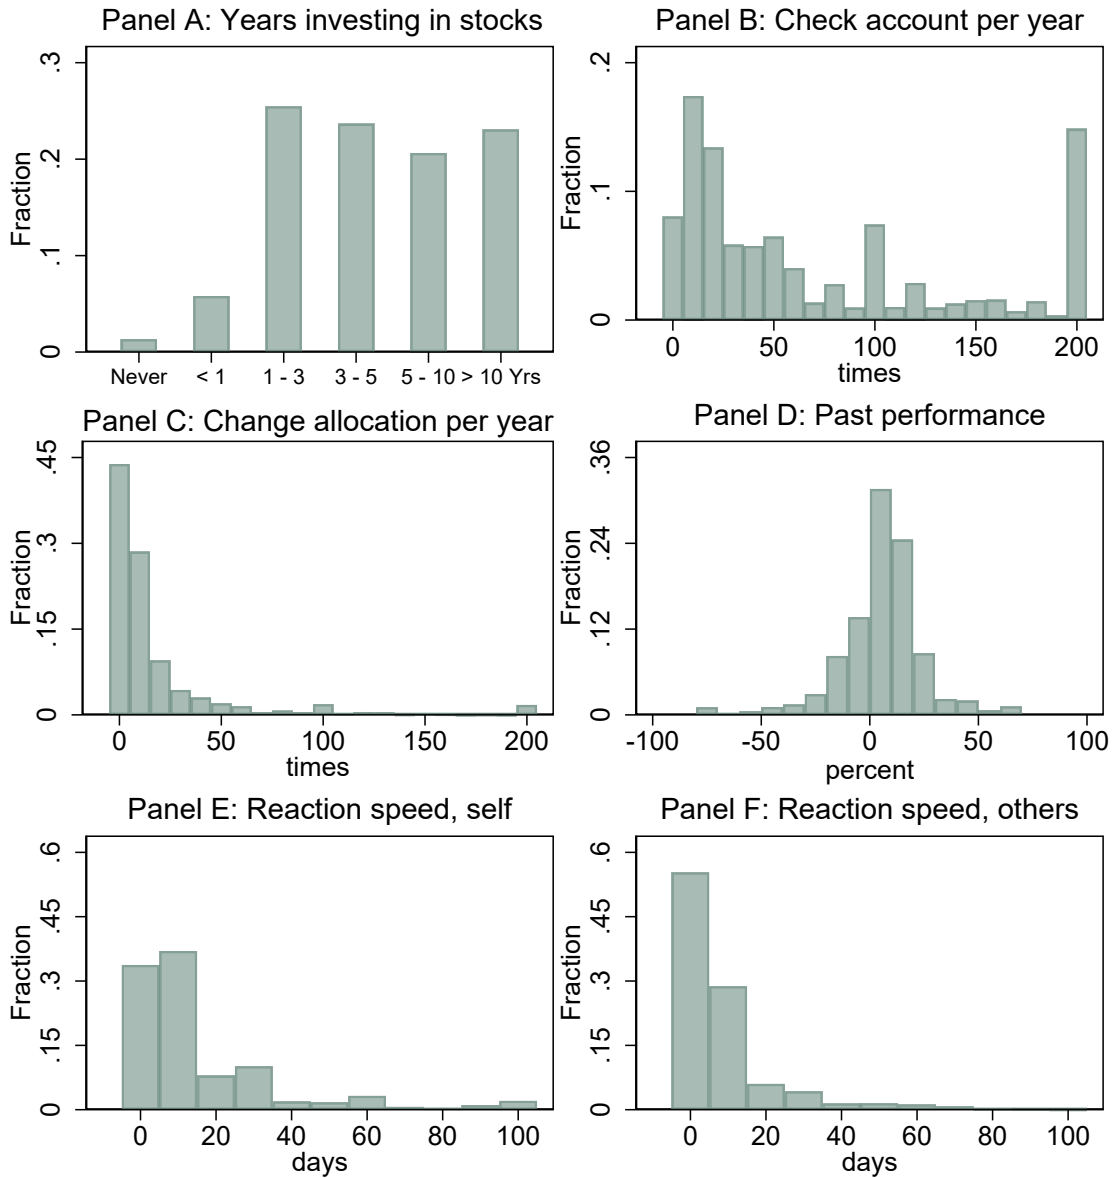 Panel A: Years investing in stocks
Fraction
0 .1 .2 .3
Never < 1 1 - 3 3 - 5 5 - 10 > 10 Yrs
Panel B: Check account per year
Fraction
0 .1 .2
0 50 100 150 200
times
Panel C: Change allocation per year
Fraction
0 .15 .3 .45
0 50 100 150 200
times
Panel D: Past performance
Fraction
0 .12 .24 .36
-100 -50 0 50 100
percent
Panel E: Reaction speed, self
Fraction
0 .15 .3 .45 .6
0 20 40 60 80 100
days
Panel F: Reaction speed, others
Fraction
0 .15 .3 .45 .6
0 20 40 60 80 100
days